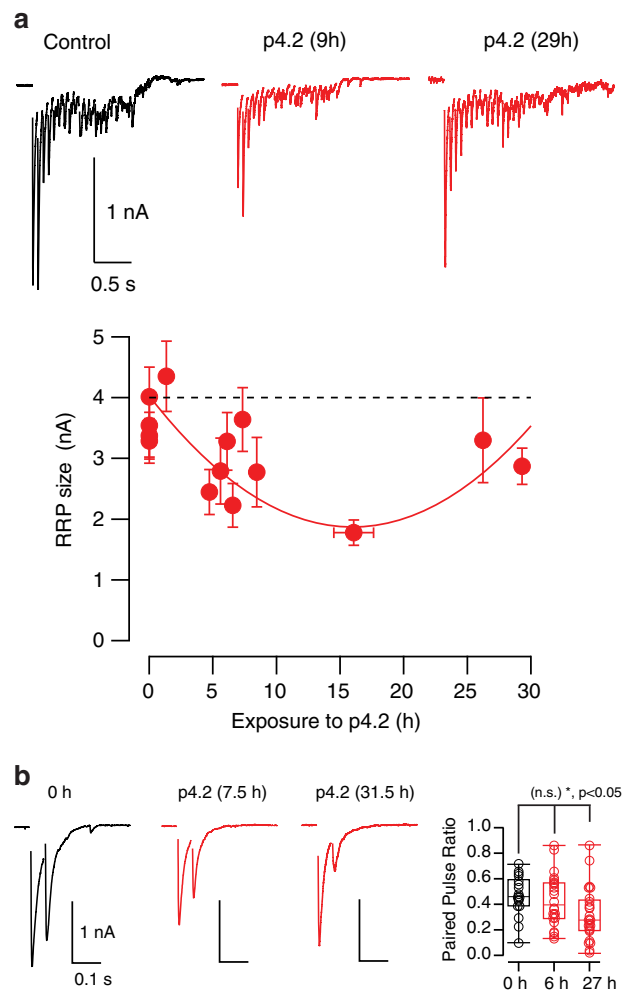 a
Control
p4.2 (9h)
p4.2 (29h)
1 nA
0.5 s
RRP size (nA)
5
4
3
2
1
0
0 5 10 15 20 25 30
Exposure to p4.2 (h)
b
0 h
p4.2 (7.5 h)
p4.2 (31.5 h)
1 nA
0.1 s
(n.s.) *, p<0.05
Paired Pulse Ratio
1.0
0.8
0.6
0.4
0.2
0.0
0 h 6 h 27 h